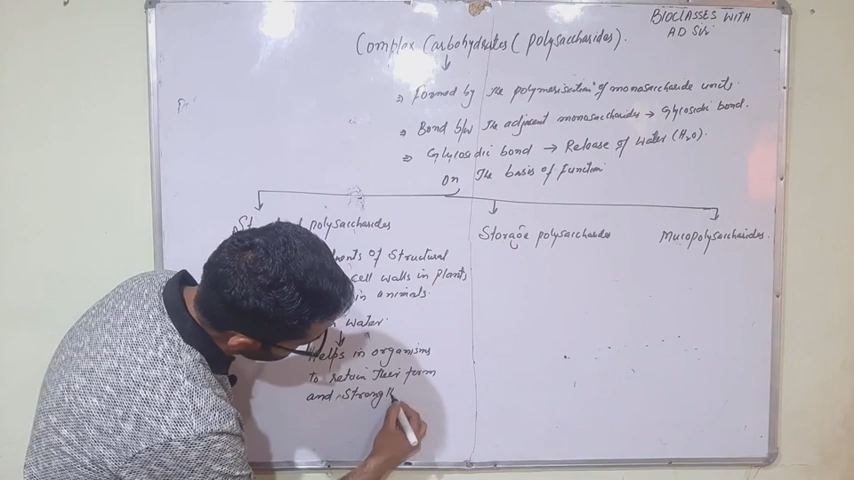 BIOCLASSES WITH
AD SIR
Complex Carbohydrates (polysaccharides).
⇒ Formed by the polymerisation of monosaccharide units.
⇒ Bond b/w the adjacent monosaccharides → Glycosidic bond.
⇒ Glycosidic bond → Release of water (H₂O).
On the basis of function
polysaccharides
Storage polysaccharides
Mucopolysaccharides.
of structural
cell walls in plants
in animals.
water.
Helps in organisms
to retain their form
and